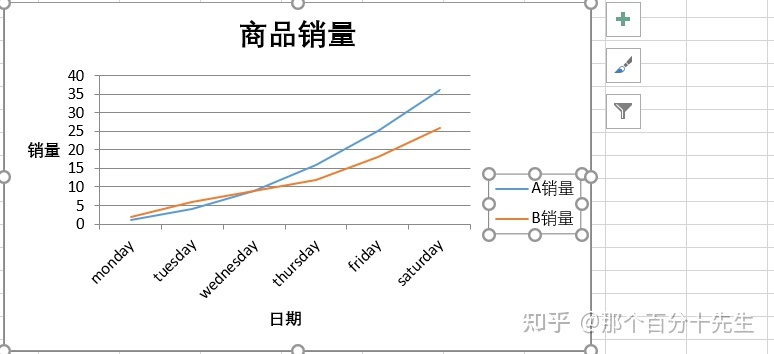 商品销量
40
35
30
25
20
15
10
5
0
销量
monday
tuesday
wednesday
thursday
friday
saturday
日期
A销量
B销量
知乎 @那个百分十先生